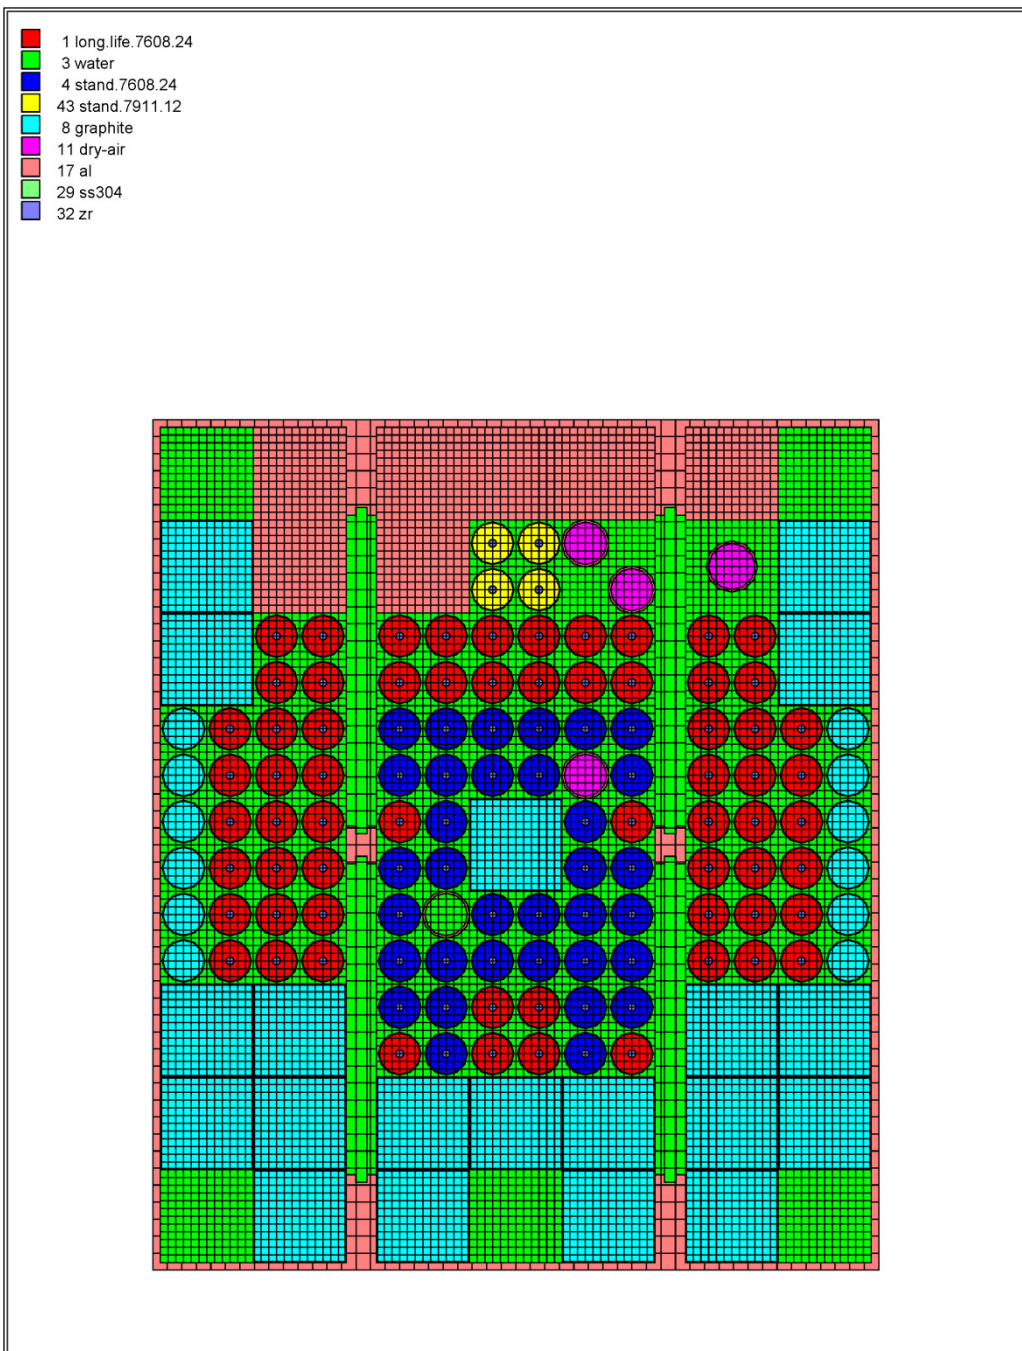 1 long.life.7608.24
3 water
4 stand.7608.24
43 stand.7911.12
8 graphite
11 dry-air
17 al
29 ss304
32 zr